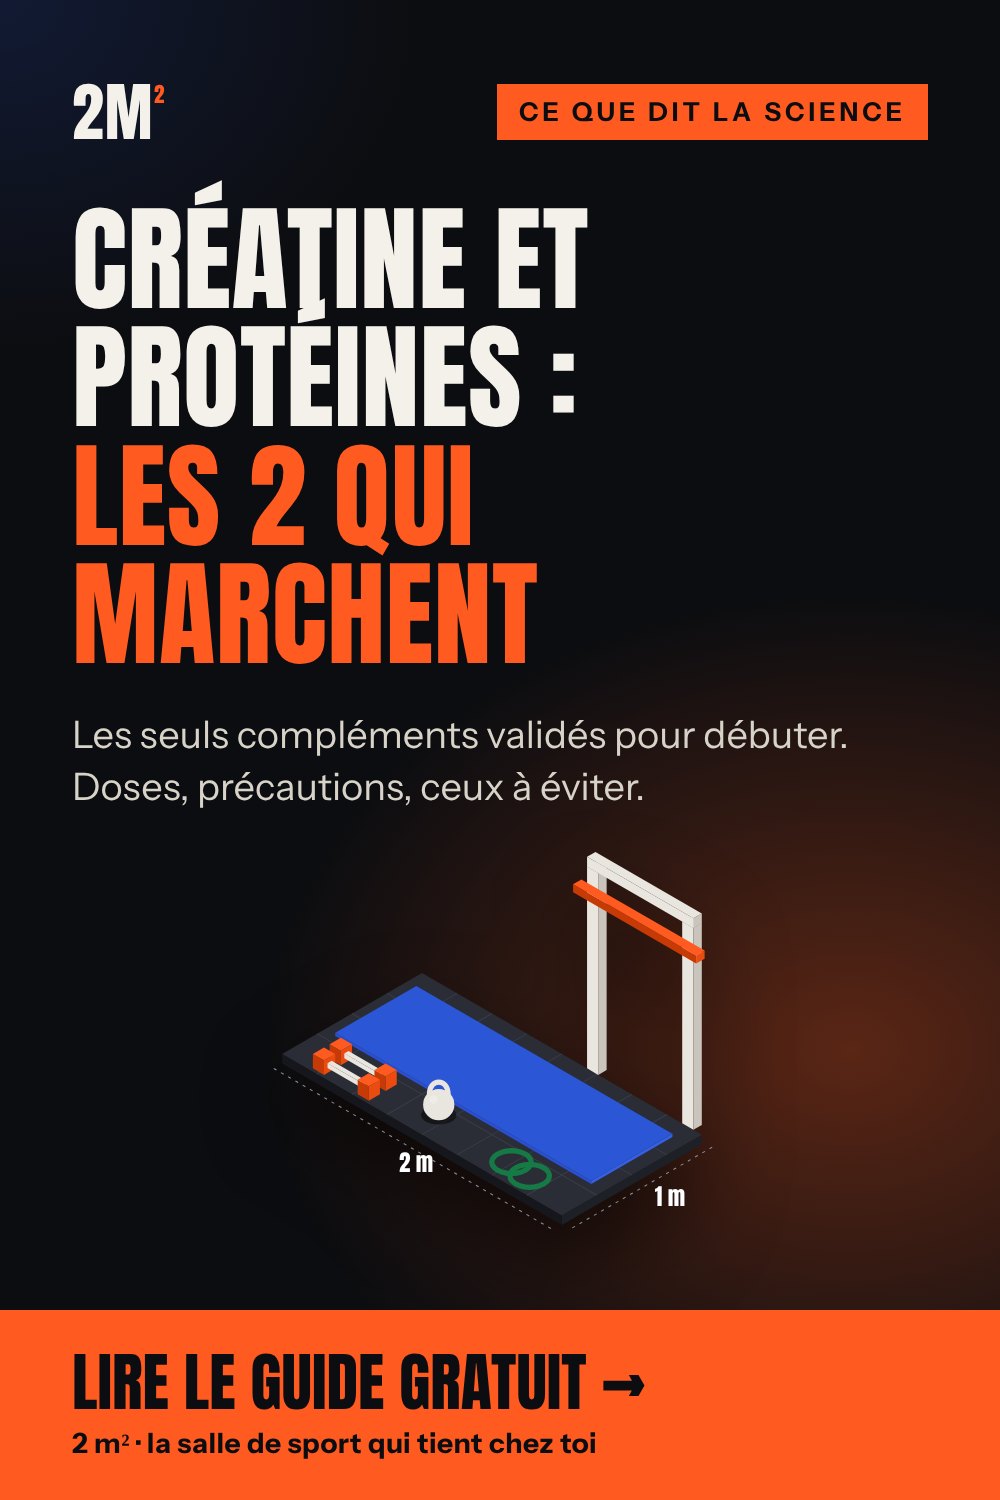 2M²
CE QUE DIT LA SCIENCE
CRÉATINE ET
PROTÉINES :
LES 2 QUI
MARCHENT
Les seuls compléments validés pour débuter.
Doses, précautions, ceux à éviter.
2 m
1 m
LIRE LE GUIDE GRATUIT →
2 m² · la salle de sport qui tient chez toi